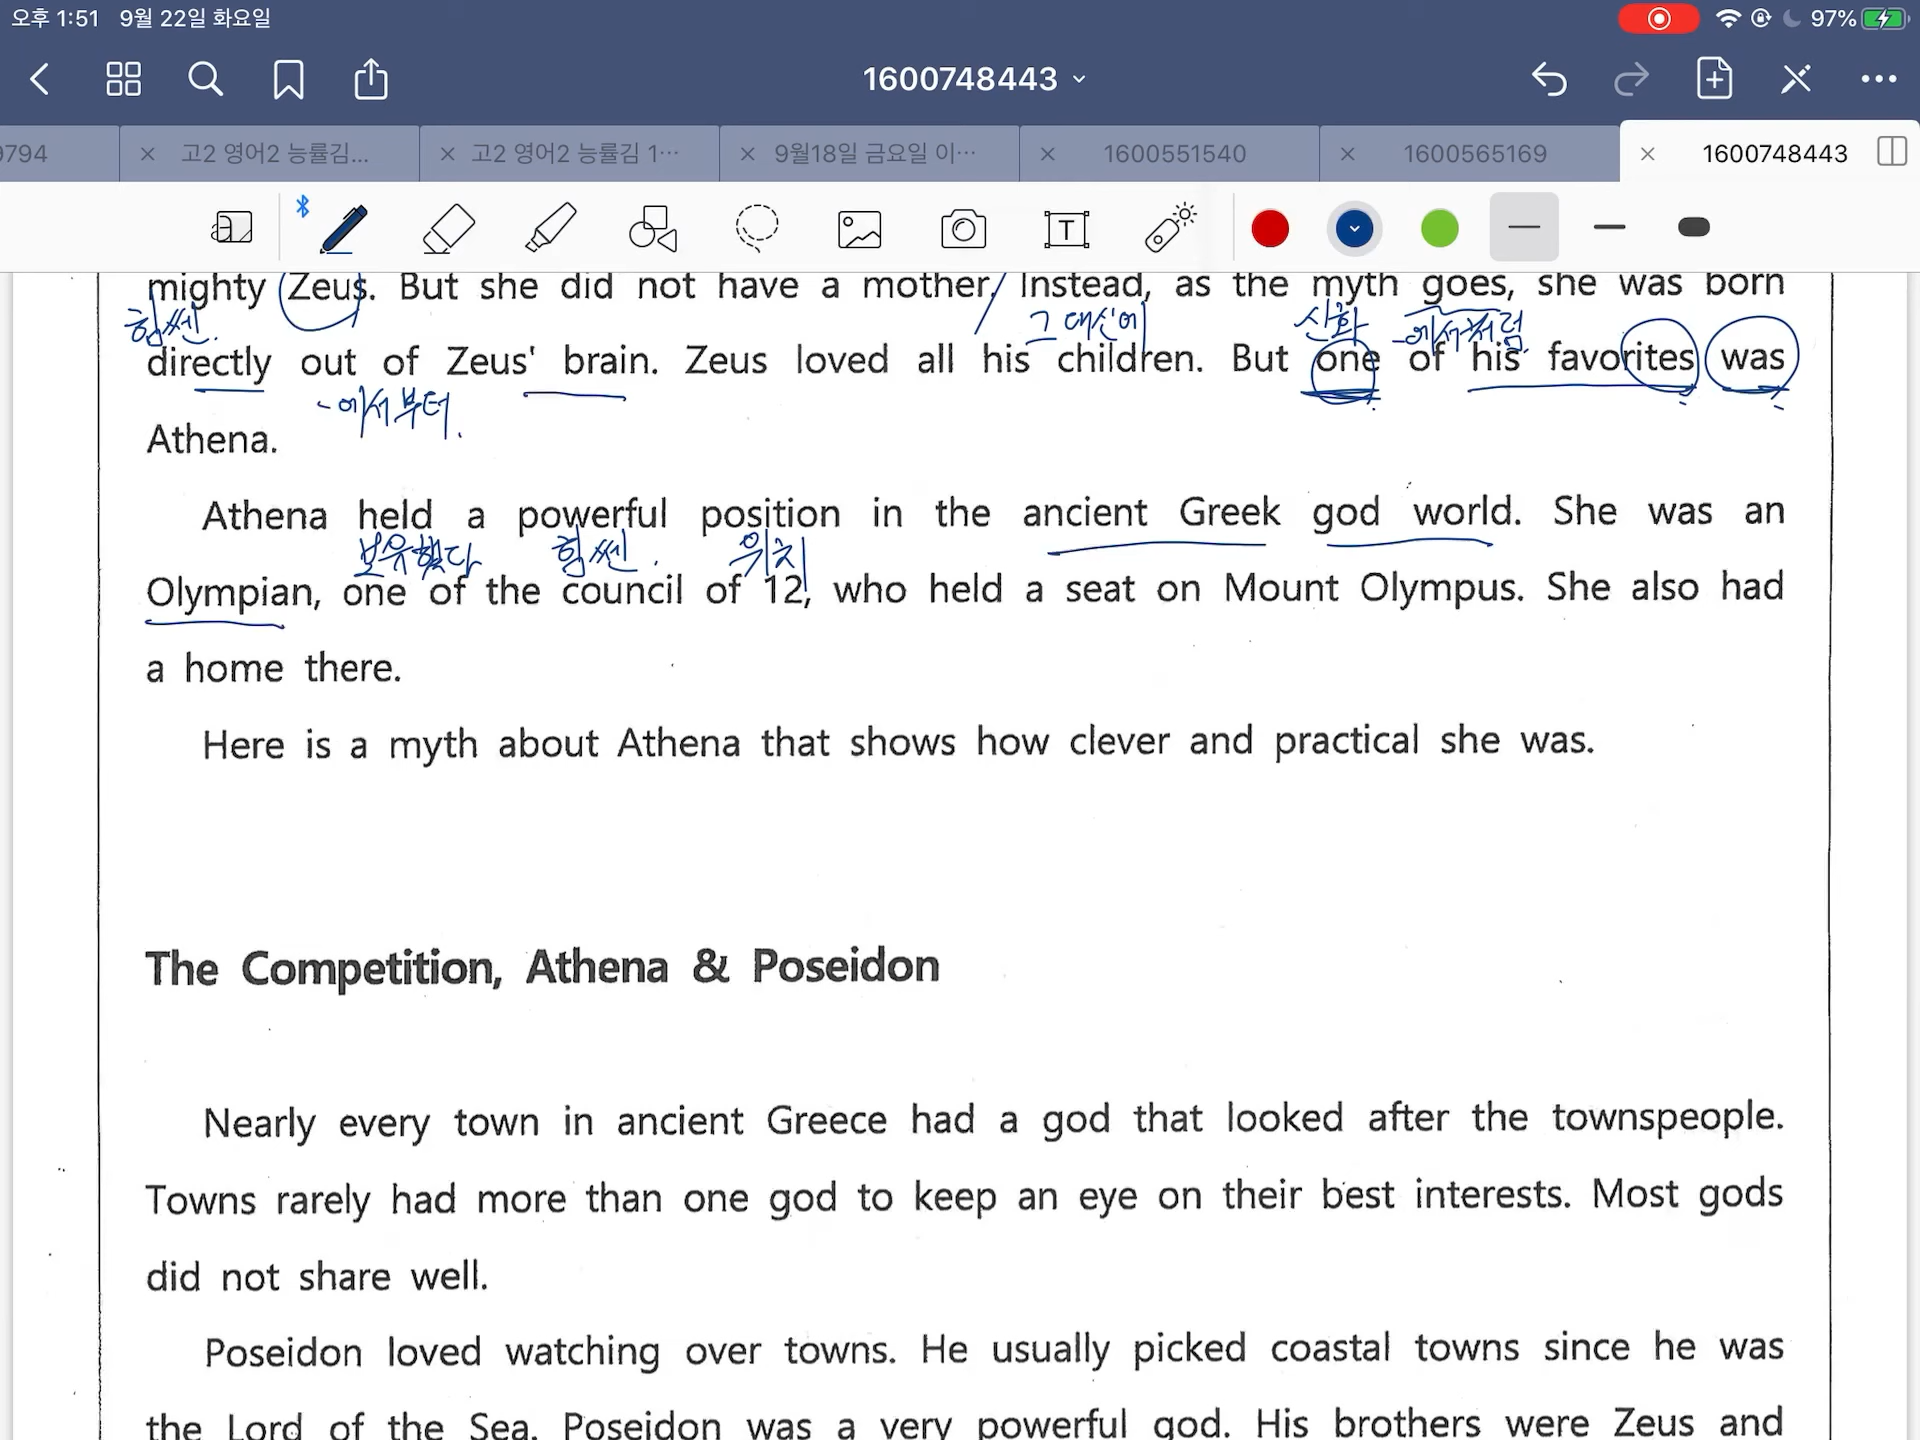 오후 1:51 9월 22일 화요일 97%
1600748443
9794 고2 영어2 능률김... 고2 영어2 능률김 1... 9월18일 금요일 이... 1600551540 1600565169 1600748443
mighty Zeus. But she did not have a mother. Instead, as the myth goes, she was born
힘쎈. 그 대신에 신화 -에서처럼
directly out of Zeus' brain. Zeus loved all his children. But one of his favorites was
-에서부터.
Athena.
Athena held a powerful position in the ancient Greek god world. She was an
보유했다 힘쎈. 위치
Olympian, one of the council of 12, who held a seat on Mount Olympus. She also had
a home there.
Here is a myth about Athena that shows how clever and practical she was.
The Competition, Athena & Poseidon
Nearly every town in ancient Greece had a god that looked after the townspeople.
Towns rarely had more than one god to keep an eye on their best interests. Most gods
did not share well.
Poseidon loved watching over towns. He usually picked coastal towns since he was
the Lord of the Sea. Poseidon was a very powerful god. His brothers were Zeus and